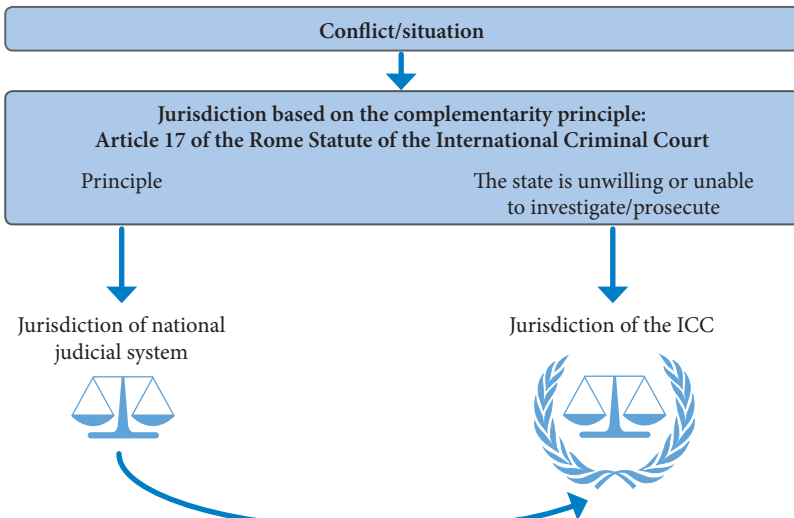 Conflict/situation
Jurisdiction based on the complementarity principle:
Article 17 of the Rome Statute of the International Criminal Court
Principle
The state is unwilling or unable
to investigate/prosecute
Jurisdiction of national
judicial system
Jurisdiction of the ICC